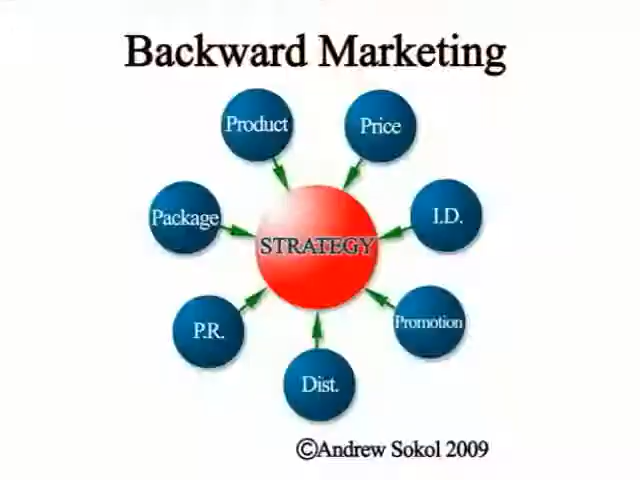 Backward Marketing
Product
Price
Package
I.D.
STRATEGY
P.R.
Promotion
Dist.
©Andrew Sokol 2009